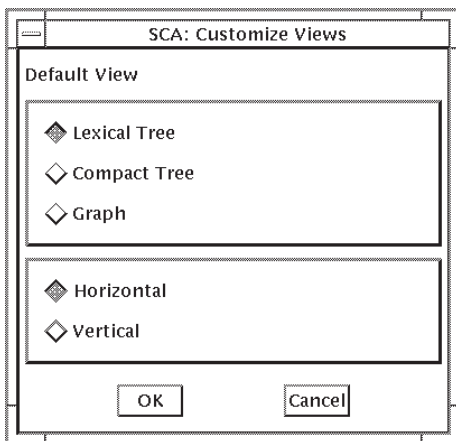 SCA: Customize Views
Default View
Lexical Tree
Compact Tree
Graph
Horizontal
Vertical
OK
Cancel